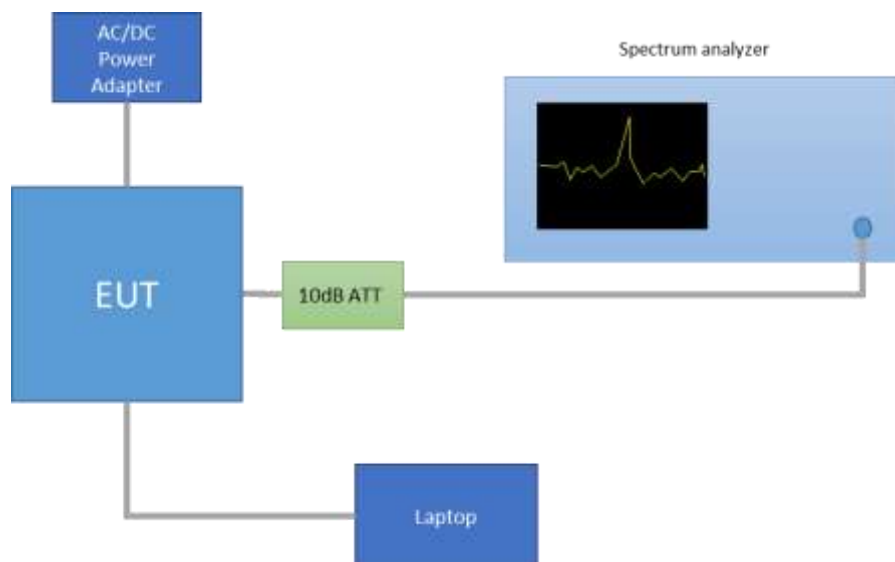 AC/DC
Power
Adapter
Spectrum analyzer
EUT
10dB ATT
Laptop